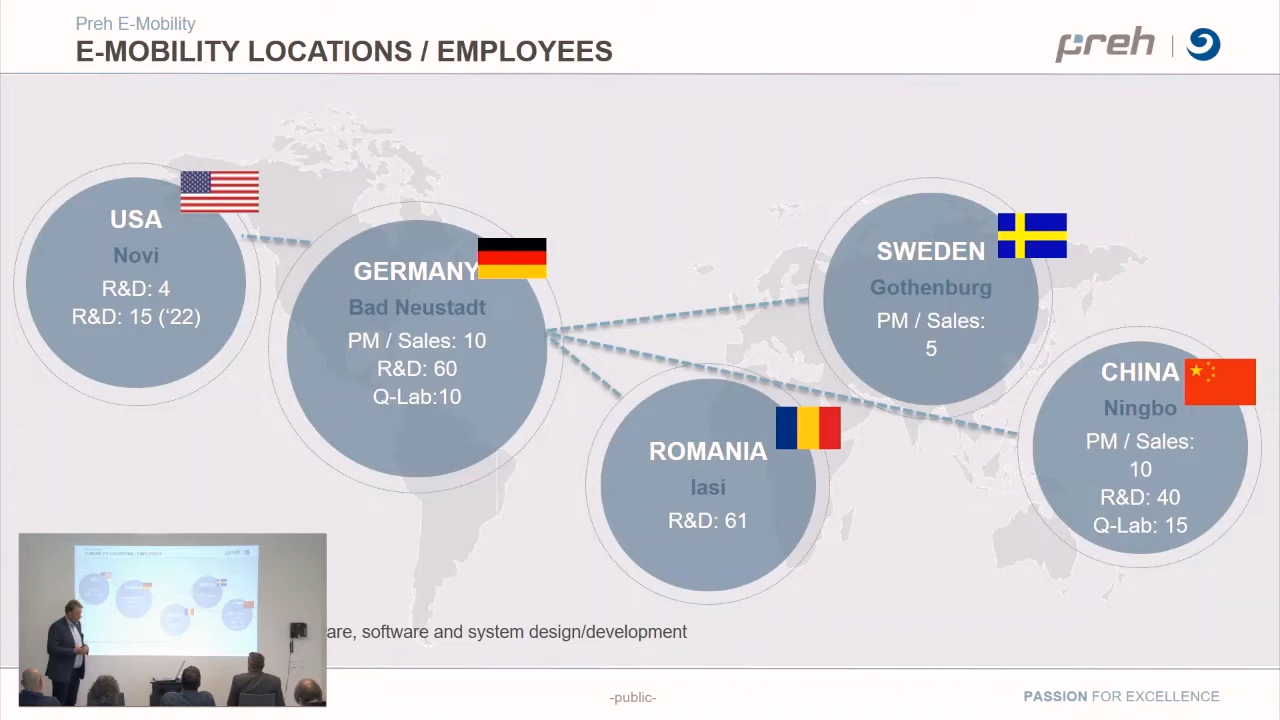 Preh E-Mobility
E-MOBILITY LOCATIONS / EMPLOYEES
preh
USA
Novi
R&D: 4
R&D: 15 (‘22)
GERMANY
Bad Neustadt
PM / Sales: 10
R&D: 60
Q-Lab:10
ROMANIA
Iasi
R&D: 61
SWEDEN
Gothenburg
PM / Sales:
5
CHINA
Ningbo
PM / Sales:
10
R&D: 40
Q-Lab: 15
are, software and system design/development
-public-
PASSION FOR EXCELLENCE